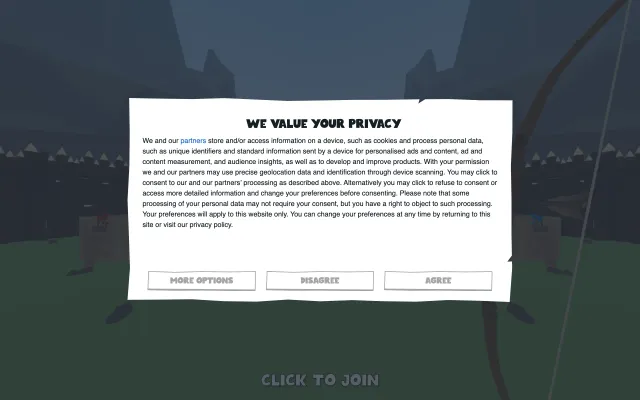 WE VALUE YOUR PRIVACY
We and our partners store and/or access information on a device, such as cookies and process personal data,
such as unique identifiers and standard information sent by a device for personalised ads and content, ad and
content measurement, and audience insights, as well as to develop and improve products. With your permission
we and our partners may use precise geolocation data and identification through device scanning. You may click to
consent to our and our partners' processing as described above. Alternatively you may click to refuse to consent or
access more detailed information and change your preferences before consenting. Please note that some
processing of your personal data may not require your consent, but you have a right to object to such processing.
Your preferences will apply to this website only. You can change your preferences at any time by returning to this
site or visit our privacy policy.
MORE OPTIONS
DISAGREE
AGREE
CLICK TO JOIN